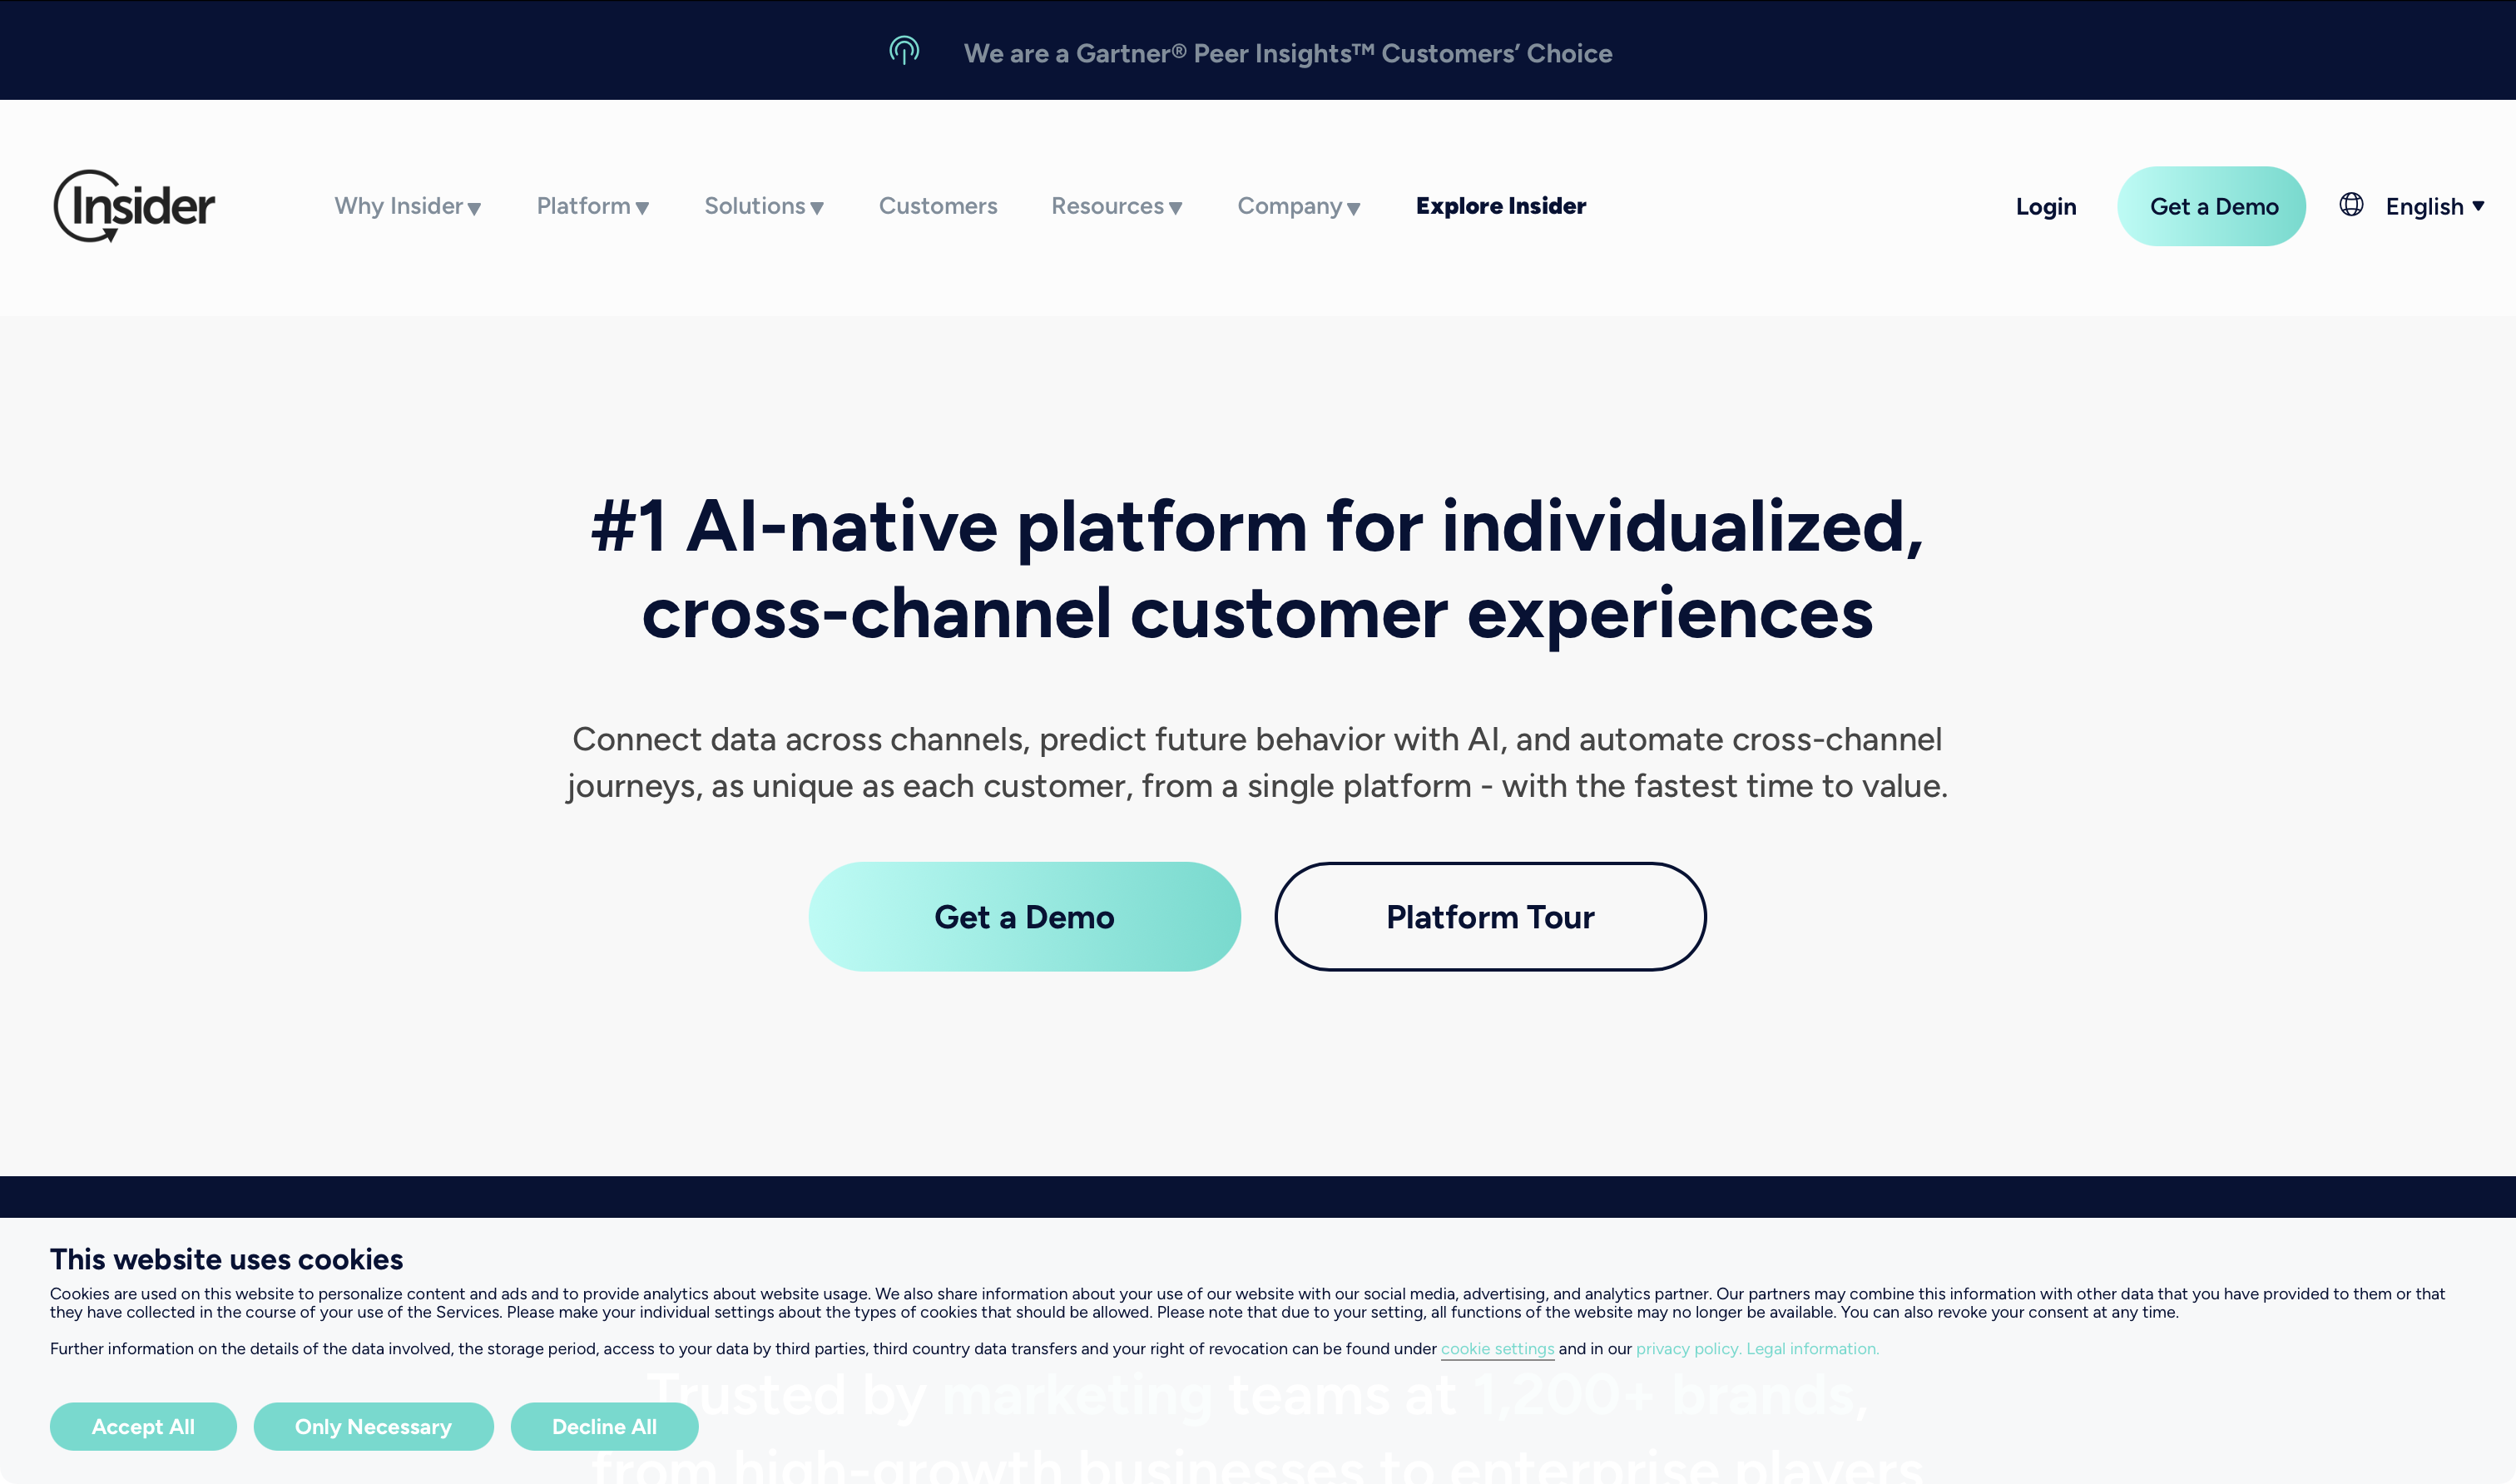 We are a Gartner® Peer Insights™ Customers’ Choice
Insider
Why Insider
Platform
Solutions
Customers
Resources
Company
Explore Insider
Login
Get a Demo
English
#1 AI-native platform for individualized,
cross-channel customer experiences
Connect data across channels, predict future behavior with AI, and automate cross-channel
journeys, as unique as each customer, from a single platform - with the fastest time to value.
Get a Demo
Platform Tour
This website uses cookies
Cookies are used on this website to personalize content and ads and to provide analytics about website usage. We also share information about your use of our website with our social media, advertising, and analytics partner. Our partners may combine this information with other data that you have provided to them or that
they have collected in the course of your use of the Services. Please make your individual settings about the types of cookies that should be allowed. Please note that due to your setting, all functions of the website may no longer be available. You can also revoke your consent at any time.
Further information on the details of the data involved, the storage period, access to your data by third parties, third country data transfers and your right of revocation can be found under cookie settings and in our privacy policy. Legal information.
Trusted by marketing teams at 1,200+ brands,
Accept All
Only Necessary
Decline All
from high-growth businesses to enterprise players